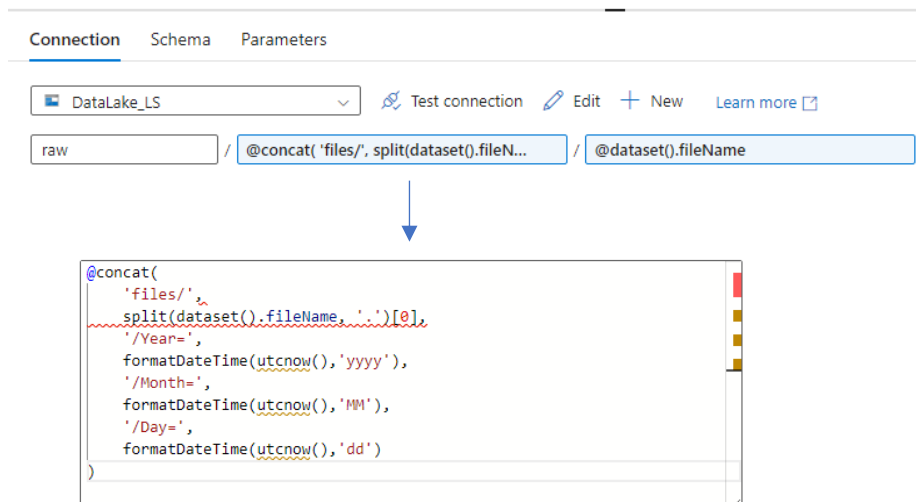 Connection Schema Parameters
DataLake_LS Test connection Edit New Learn more
raw / @concat( 'files/', split(dataset().fileN... / @dataset().fileName
@concat(
'files/',
split(dataset().fileName, '.')[0],
'/Year=',
formatDateTime(utcnow(),'yyyy'),
'/Month=',
formatDateTime(utcnow(),'MM'),
'/Day=',
formatDateTime(utcnow(),'dd')
)